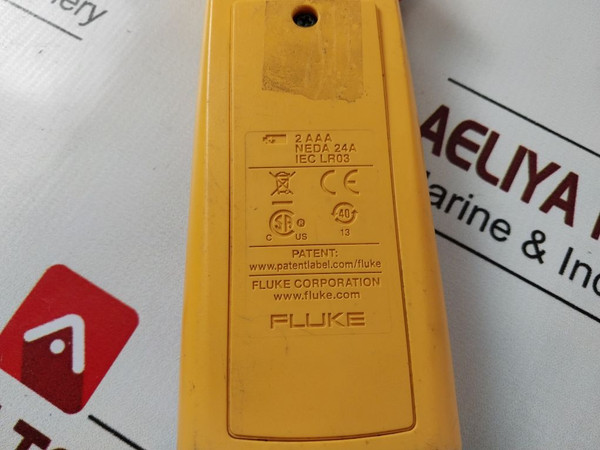 ery
2 AAA
NEDA 24A
IEC LR03
CE
C US
40
13
PATENT:
www.patentlabel.com/fluke
FLUKE CORPORATION
www.fluke.com
FLUKE
AELIYA
arine & Ind